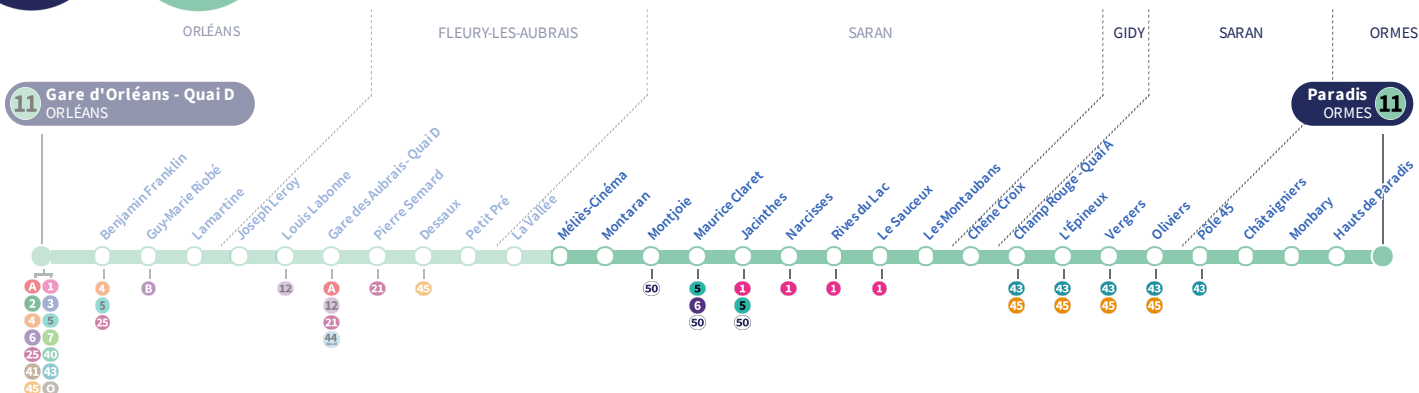 ORLÉANS
FLEURY-LES-AUBRAIS
SARAN
GIDY
SARAN
ORMES
11 Gare d'Orléans - Quai D
ORLÉANS
Paradis 11
ORMES
Benjamin Franklin
Guy-Marie Riobé
Lamartine
Joseph Leroy
Louis Labonne
Gare des Aubrais - Quai D
Pierre Semard
Dessaux
Petit Pré
La Vallée
Méliès-Cinéma
Montaran
Montjoie
Maurice Claret
Jacinthes
Narcisses
Rives du Lac
Le Sauceux
Les Montaubans
Chêne Croix
Champ Rouge - Quai A
L'Épineux
Vergers
Oliviers
Pôle 45
Châtaigniers
Monbary
Hauts de Paradis
A 1
2 3
4 5
6 7
25 40
41 43
45 O
4
5
25
B
12
A
12
21
44
21
45
50
5
6
50
1
5
50
1
1
1
43
45
43
45
43
45
43
45
43